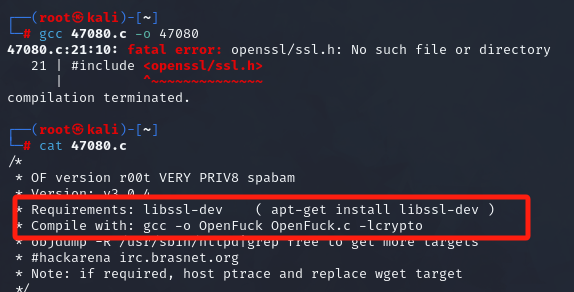 ┌──(root㉿kali)-[~]
└─# gcc 47080.c -o 47080
47080.c:21:10: fatal error: openssl/ssl.h: No such file or directory
   21 | #include <openssl/ssl.h>
      |          ^~~~~~~~~~~~~~~
compilation terminated.
┌──(root㉿kali)-[~]
└─# cat 47080.c
/*
 * OF version r00t VERY PRIV8 spabam
 * Version: v3.0.4
 * Requirements: libssl-dev    ( apt-get install libssl-dev )
 * Compile with: gcc -o OpenFuck OpenFuck.c -lcrypto
 * objdump -R /usr/sbin/httpd|grep free to get more targets
 * #hackarena irc.brasnet.org
 * Note: if required, host ptrace and replace wget target
 */